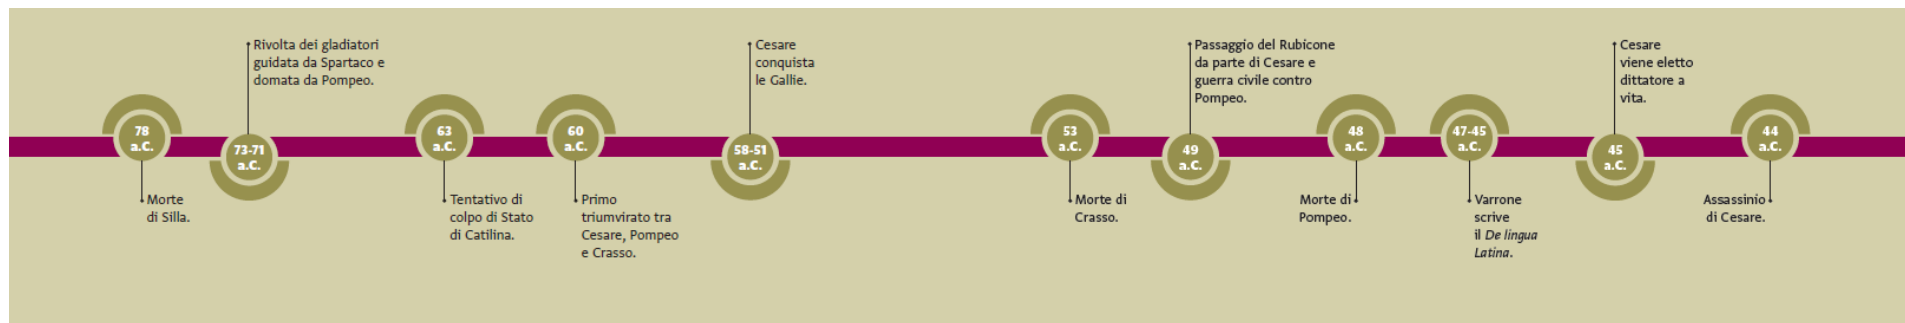 78
a.C.
Morte
di Silla.
Rivolta dei gladiatori
guidata da Spartaco e
domata da Pompeo.
73-71
a.C.
63
a.C.
Tentativo di
colpo di Stato
di Catilina.
60
a.C.
Primo
triumvirato tra
Cesare, Pompeo
e Crasso.
Cesare
conquista
le Gallie.
58-51
a.C.
53
a.C.
Morte di
Crasso.
Passaggio del Rubicone
da parte di Cesare e
guerra civile contro
Pompeo.
49
a.C.
48
a.C.
Morte di
Pompeo.
47-45
a.C.
Varrone
scrive
il De lingua
Latina.
Cesare
viene eletto
dittatore a
vita.
45
a.C.
44
a.C.
Assassinio
di Cesare.